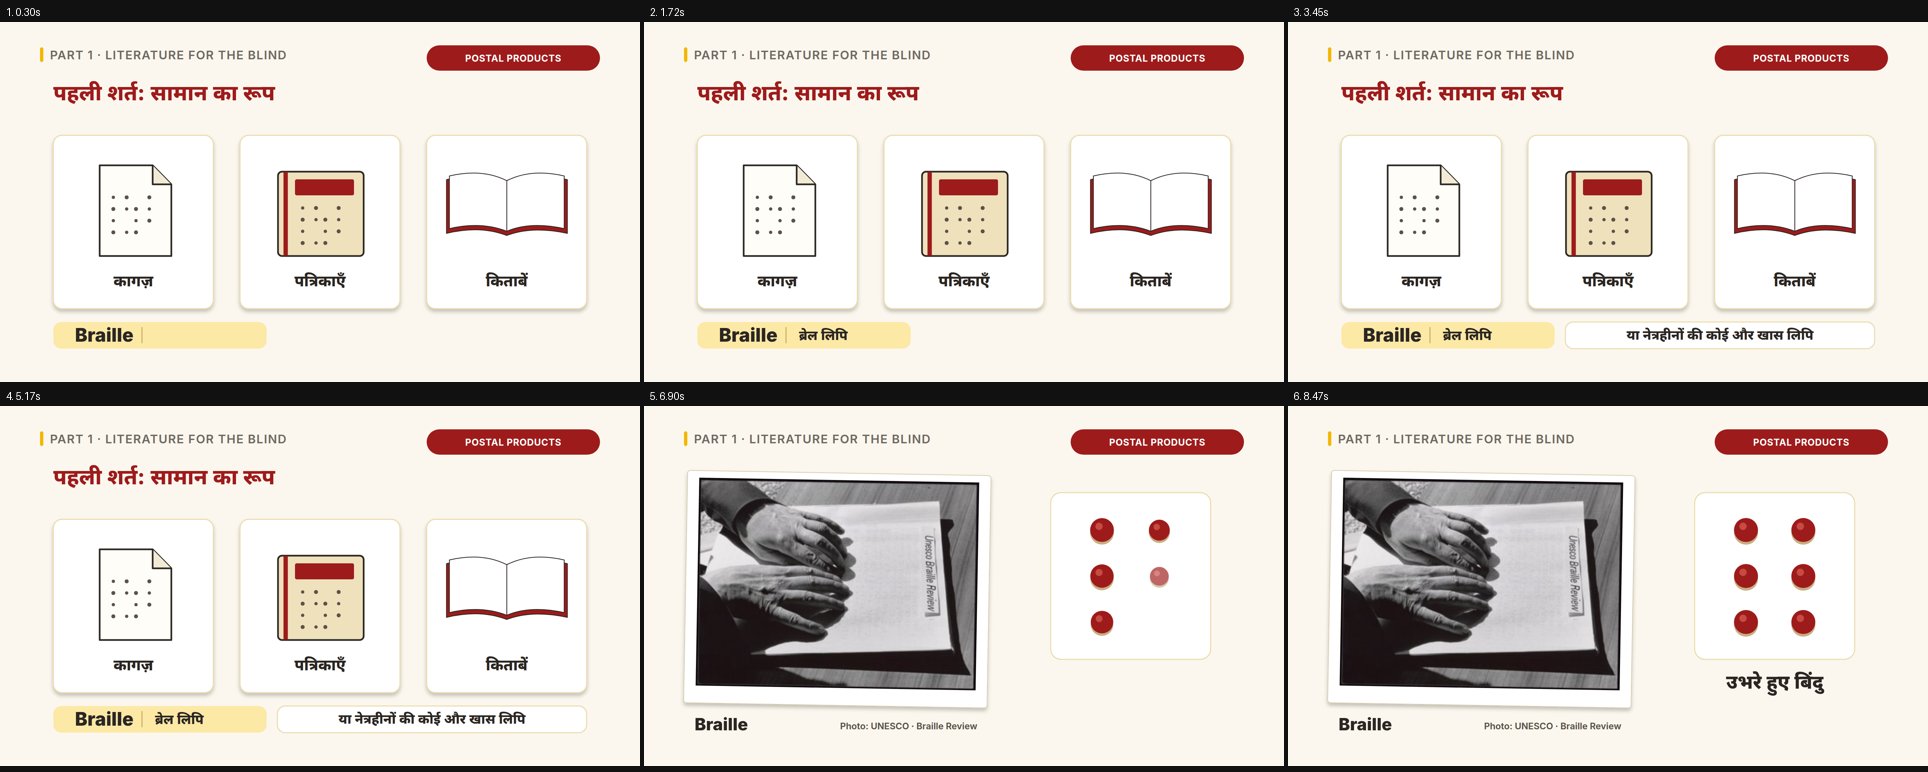 1. 0.30s
PART 1 · LITERATURE FOR THE BLIND
POSTAL PRODUCTS
पहली शर्त: सामान का रूप
कागज़
पत्रिकाएँ
किताबें
Braille
2. 1.72s
PART 1 · LITERATURE FOR THE BLIND
POSTAL PRODUCTS
पहली शर्त: सामान का रूप
कागज़
पत्रिकाएँ
किताबें
Braille | ब्रेल लिपि
3. 3.45s
PART 1 · LITERATURE FOR THE BLIND
POSTAL PRODUCTS
पहली शर्त: सामान का रूप
कागज़
पत्रिकाएँ
किताबें
Braille | ब्रेल लिपि
या नेत्रहीनों की कोई और खास लिपि
4. 5.17s
PART 1 · LITERATURE FOR THE BLIND
POSTAL PRODUCTS
पहली शर्त: सामान का रूप
कागज़
पत्रिकाएँ
किताबें
Braille | ब्रेल लिपि
या नेत्रहीनों की कोई और खास लिपि
5. 6.90s
PART 1 · LITERATURE FOR THE BLIND
POSTAL PRODUCTS
Unesco Braille Review
Braille
Photo: UNESCO · Braille Review
6. 8.47s
PART 1 · LITERATURE FOR THE BLIND
POSTAL PRODUCTS
Unesco Braille Review
उभरे हुए बिंदु
Braille
Photo: UNESCO · Braille Review